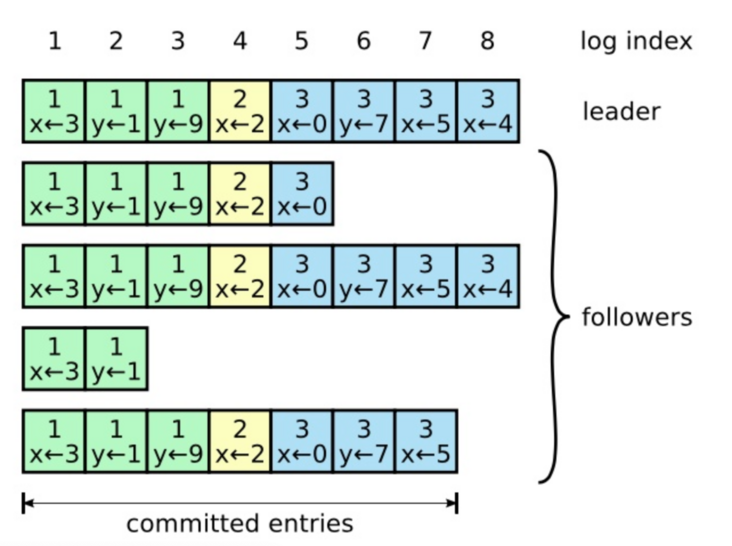 1 2 3 4 5 6 7 8 log index
1 1 1 2 3 3 3 3
x←3 y←1 y←9 x←2 x←0 y←7 x←5 x←4
leader
1 1 1 2 3
x←3 y←1 y←9 x←2 x←0
1 1 1 2 3 3 3 3
x←3 y←1 y←9 x←2 x←0 y←7 x←5 x←4
followers
1 1
x←3 y←1
1 1 1 2 3 3 3
x←3 y←1 y←9 x←2 x←0 y←7 x←5
committed entries